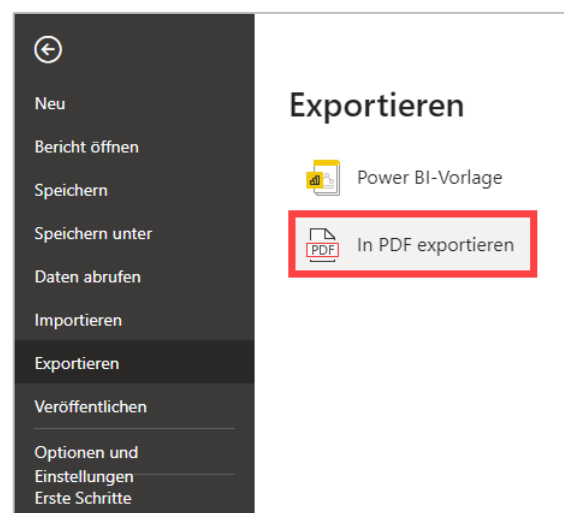 Neu
Bericht öffnen
Speichern
Speichern unter
Daten abrufen
Importieren
Exportieren
Veröffentlichen
Optionen und
Einstellungen
Erste Schritte
Exportieren
Power BI-Vorlage
PDF
In PDF exportieren